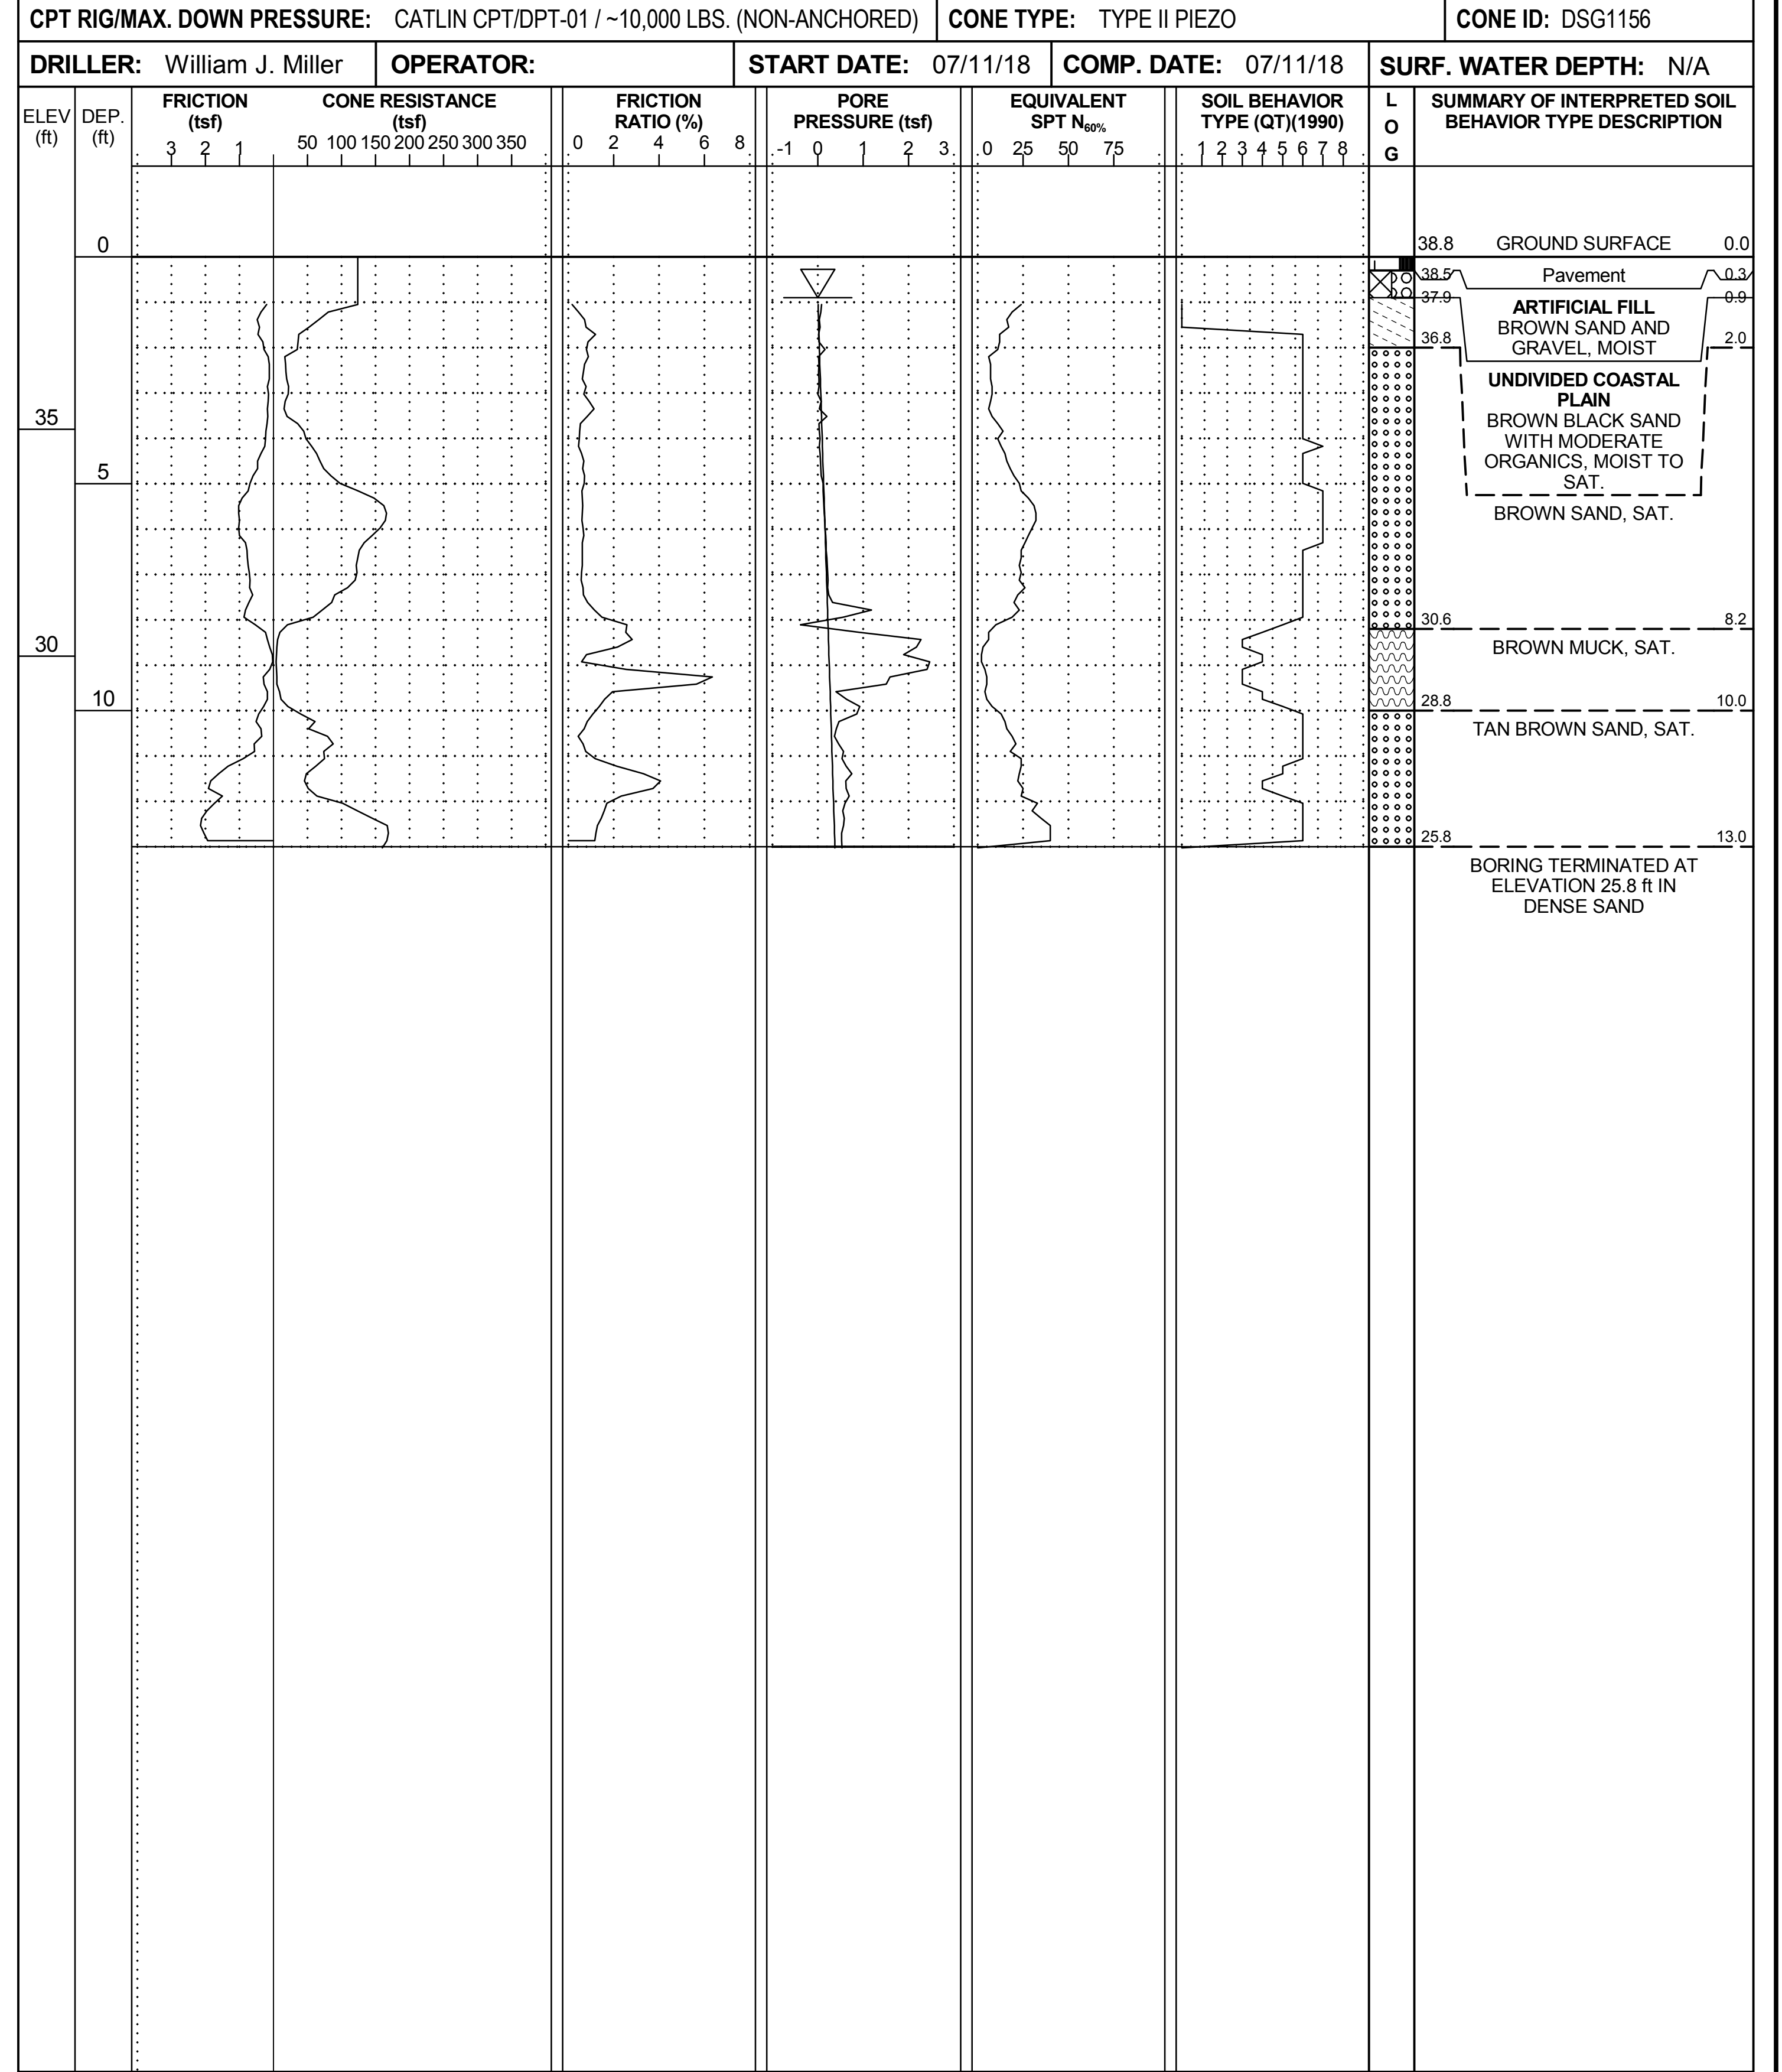 CPT RIG/MAX. DOWN PRESSURE: CATLIN CPT/DPT-01 / ~10,000 LBS. (NON-ANCHORED) CONE TYPE: TYPE II PIEZO CONE ID: DSG1156
DRILLER: William J. Miller OPERATOR: START DATE: 07/11/18 COMP. DATE: 07/11/18 SURF. WATER DEPTH: N/A
ELEV (ft)
DEP. (ft)
FRICTION (tsf)
3 2 1
CONE RESISTANCE (tsf)
50 100 150 200 250 300 350
FRICTION RATIO (%)
0 2 4 6 8
PORE PRESSURE (tsf)
-1 0 1 2 3
EQUIVALENT SPT N60%
0 25 50 75
SOIL BEHAVIOR TYPE (QT)(1990)
1 2 3 4 5 6 7 8
L
O
G
SUMMARY OF INTERPRETED SOIL
BEHAVIOR TYPE DESCRIPTION
0
38.8 GROUND SURFACE 0.0
38.5 Pavement 0.3
37.9 0.9
ARTIFICIAL FILL
BROWN SAND AND
36.8 GRAVEL, MOIST 2.0
UNDIVIDED COASTAL
PLAIN
35
BROWN BLACK SAND
WITH MODERATE
ORGANICS, MOIST TO
5
SAT.
BROWN SAND, SAT.
30.6 8.2
30
BROWN MUCK, SAT.
10
28.8 10.0
TAN BROWN SAND, SAT.
25.8 13.0
BORING TERMINATED AT
ELEVATION 25.8 ft IN
DENSE SAND